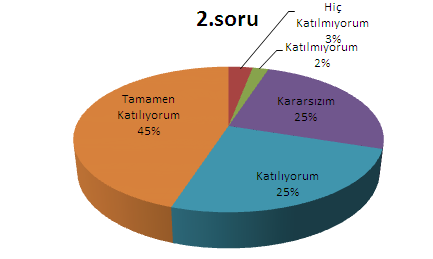 2.soru
Hiç
Katılmıyorum
3%
Katılmıyorum
2%
Kararsızım
25%
Katılıyorum
25%
Tamamen
Katılıyorum
45%